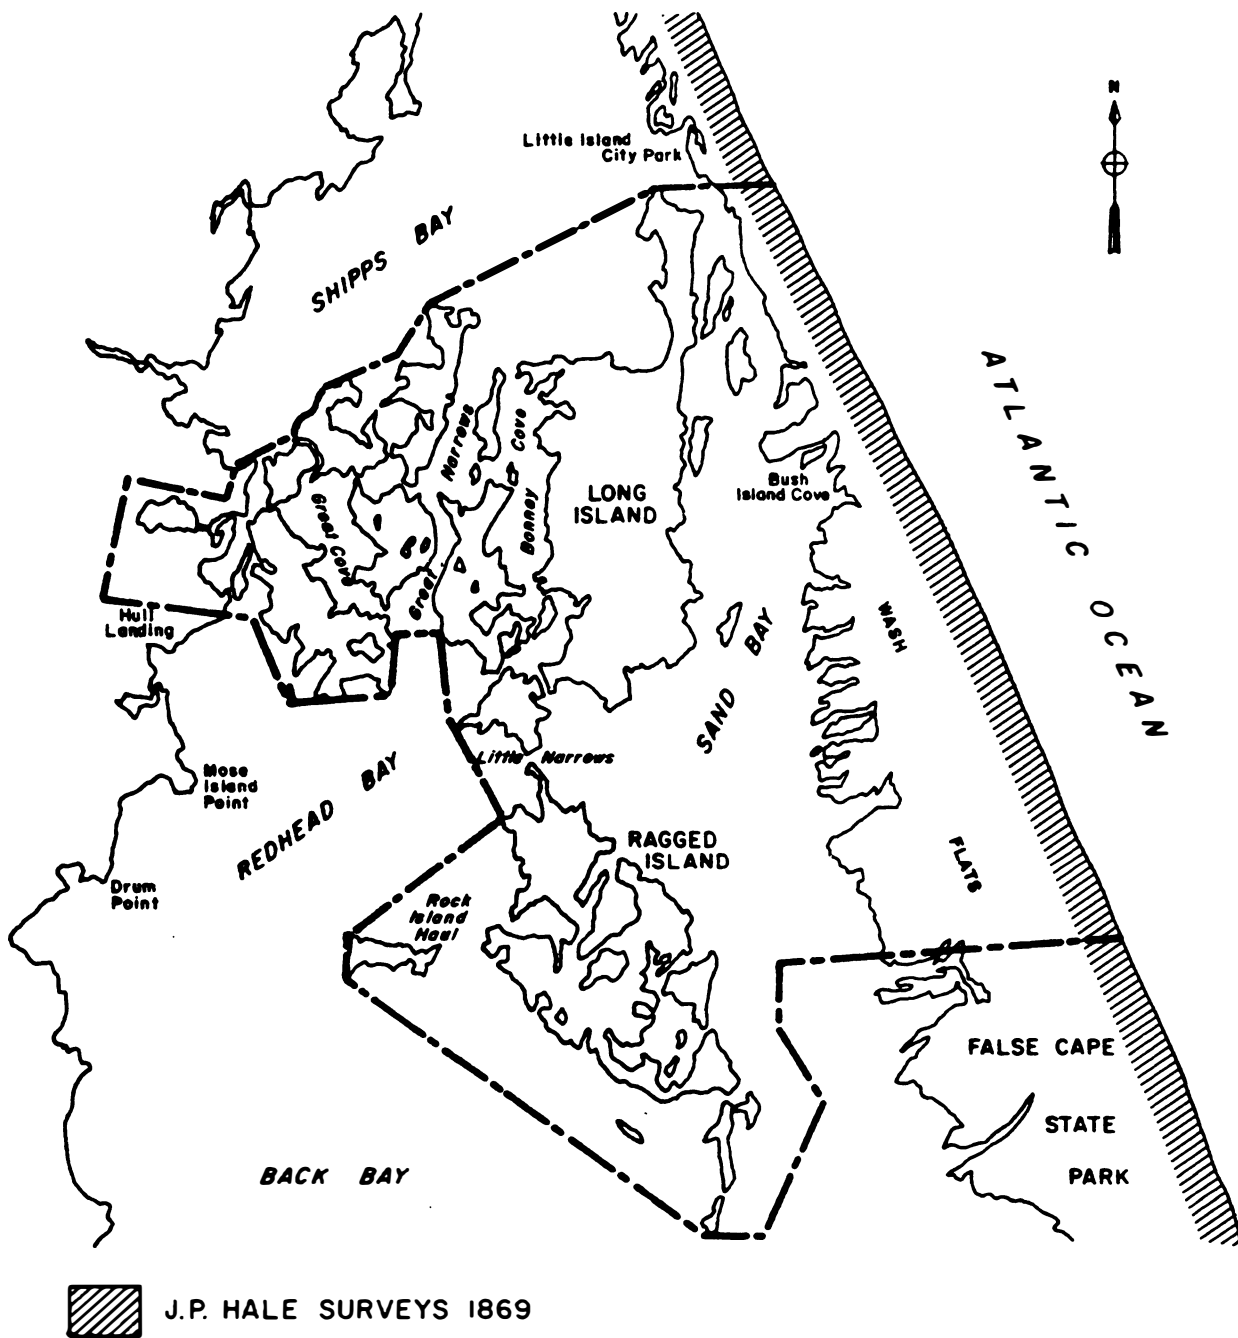 N
Little Island
City Park
SHIPPS BAY
ATLANTIC OCEAN
Narrows
Cove
Bonney
Great Cove
Great
LONG
ISLAND
Bush
Island Cove
Hull
Landing
WASH
SAND BAY
Mose
Island
Point
REDHEAD BAY
Little Narrows
RAGGED
ISLAND
FLATS
Drum
Point
Rock
Island
Haul
FALSE CAPE
STATE
PARK
BACK BAY
J.P. HALE SURVEYS 1869